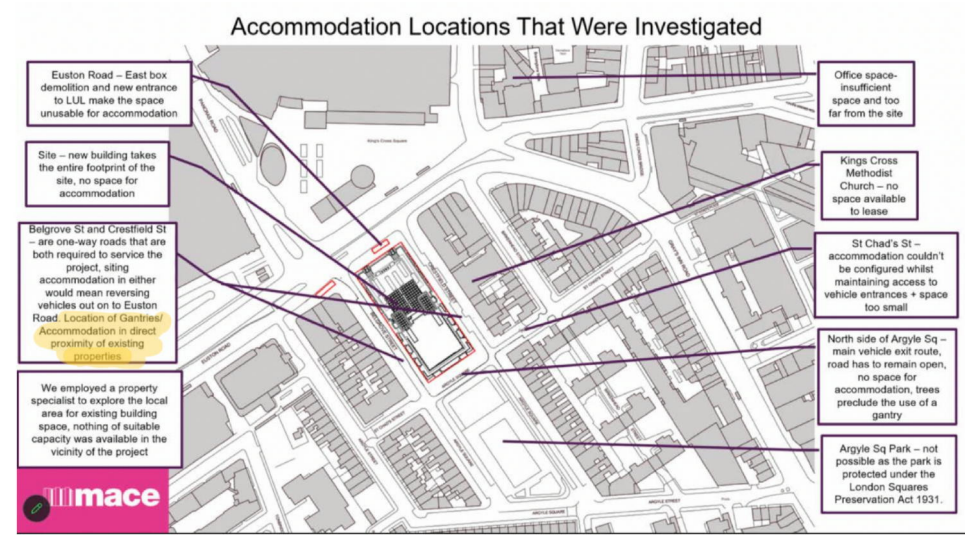 Accommodation Locations That Were Investigated
Euston Road – East box
demolition and new entrance
to LUL make the space
unusable for accommodation
Site – new building takes
the entire footprint of the
site, no space for
accommodation
Belgrove St and Crestfield St
– are one-way roads that are
both required to service the
project, siting
accommodation in either
would mean reversing
vehicles out on to Euston
Road. Location of Gantries/
Accommodation in direct
proximity of existing
properties
We employed a property
specialist to explore the local
area for existing building
space, nothing of suitable
capacity was available in the
vicinity of the project
mace
Office space-
insufficient
space and too
far from the site
Kings Cross
Methodist
Church – no
space available
to lease
St Chad's St –
accommodation couldn't
be configured whilst
maintaining access to
vehicle entrances + space
too small
North side of Argyle Sq –
main vehicle exit route,
road has to remain open,
no space for
accommodation, trees
preclude the use of a
gantry
Argyle Sq Park – not
possible as the park is
protected under the
London Squares
Preservation Act 1931.
King's Cross Square
EUSTON ROAD
BELGROVE STREET
ST CHAD'S STREET
ARGYLE SQUARE
ARGYLE STREET
ARGYLE SQUARE